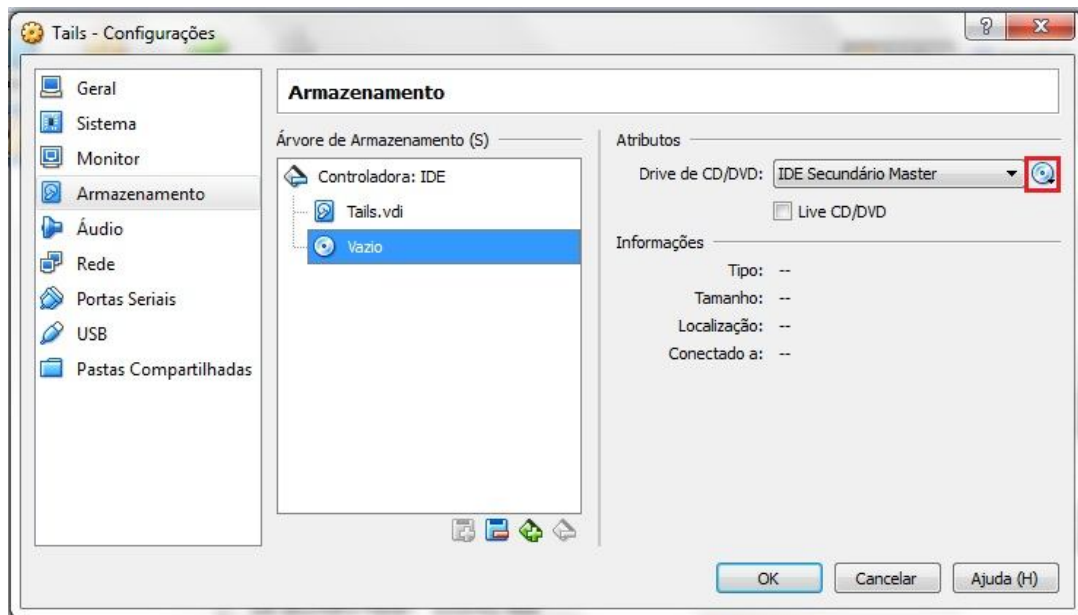 Tails - Configurações
Geral
Sistema
Monitor
Armazenamento
Áudio
Rede
Portas Seriais
USB
Pastas Compartilhadas
Armazenamento
Árvore de Armazenamento (S)
Controladora: IDE
Tails.vdi
Vazio
Atributos
Drive de CD/DVD: IDE Secundário Master
Live CD/DVD
Informações
Tipo: --
Tamanho: --
Localização: --
Conectado a: --
OK Cancelar Ajuda (H)